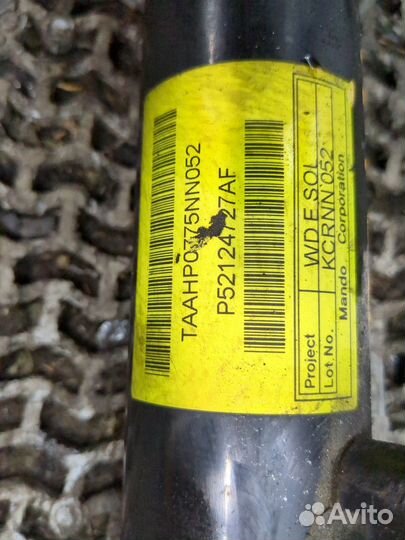 TAAHP0775NN052
P52124727AF
Project WD E.SOL
Lot No. KCRNN 052
Mando Corporation
Avito